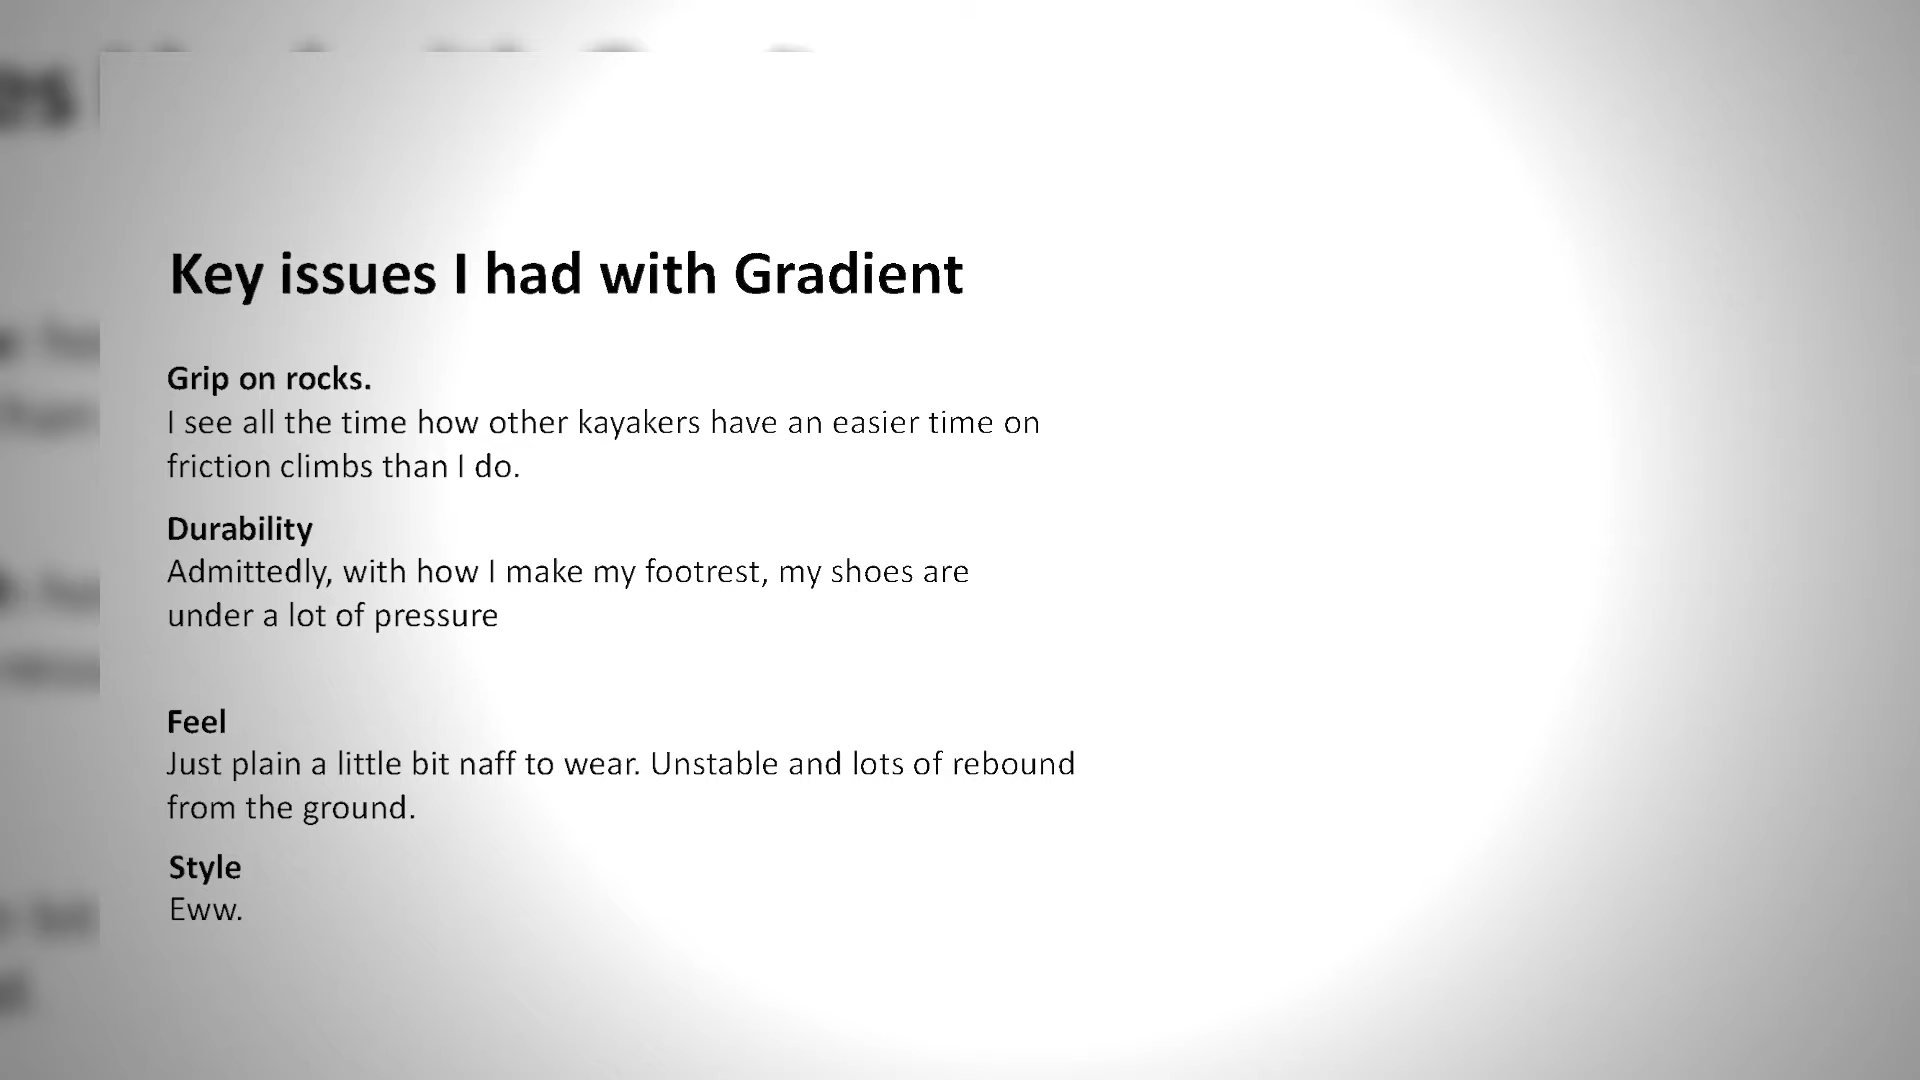 Key issues I had with Gradient
Grip on rocks.
I see all the time how other kayakers have an easier time on
friction climbs than I do.
Durability
Admittedly, with how I make my footrest, my shoes are
under a lot of pressure
Feel
Just plain a little bit naff to wear. Unstable and lots of rebound
from the ground.
Style
Eww.